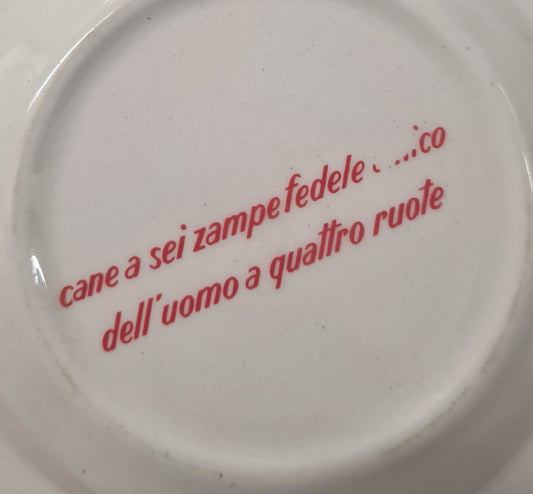 cane a sei zampe fedele
dell'uomo a quattro ruote